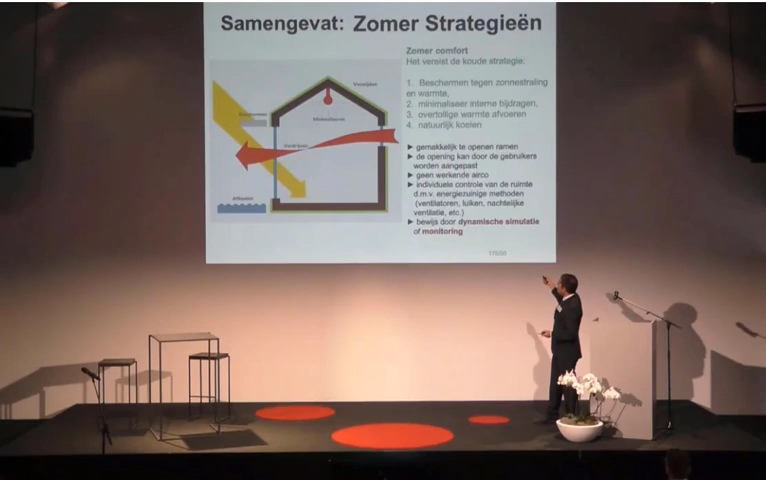 Samengevat: Zomer Strategieën
Zomer comfort
Het vereist de koude strategie:
1. Beschermen tegen zonnestraling
en warmte,
2. minimaliseer interne bijdragen,
3. overtollige warmte afvoeren
4. natuurlijk koelen
► gemakkelijk te openen ramen
► de opening kan door de gebruikers
worden aangepast
► geen werkende airco
► individuele controle van de ruimte
d.m.v. energiezuinige methoden
(ventilatoren, luiken, nachtelijke
ventilatie, etc.)
► bewijs door dynamische simulatie
of monitoring